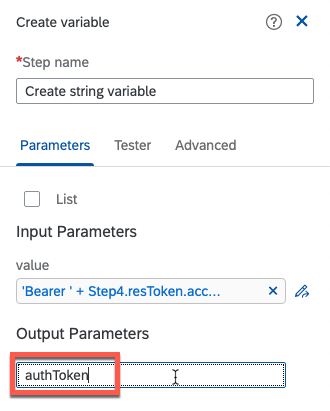 Create variable
*Step name
Create string variable
Parameters Tester Advanced
List
Input Parameters
value
'Bearer ' + Step4.resToken.acc...
Output Parameters
authToken